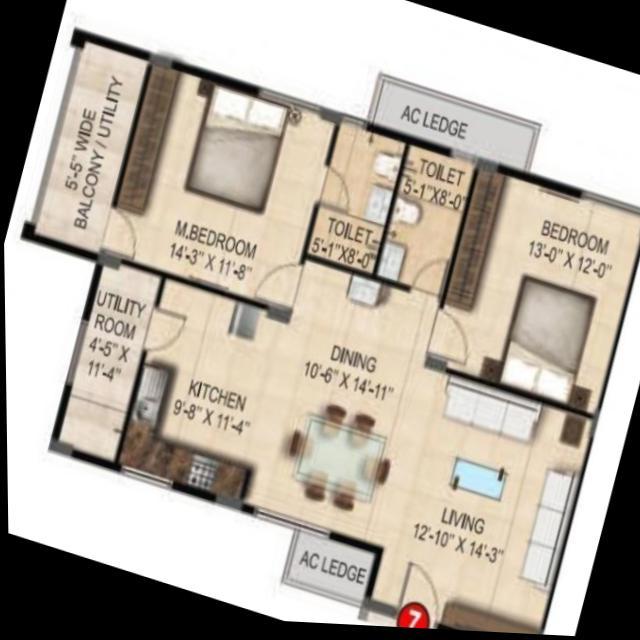 5'-5" WIDE
BALCONY / UTILITY
AC LEDGE
TOILET
5'-1"X8'-0"
M.BEDROOM
14'-3" X 11'-8"
TOILET
5'-1"X8'-0"
BEDROOM
13'-0" X 12'-0"
UTILITY
ROOM
4'-5" X
11'-4"
DINING
10'-6" X 14'-11"
KITCHEN
9'-8" X 11'-4"
LIVING
12'-10" X 14'-3"
AC LEDGE
7